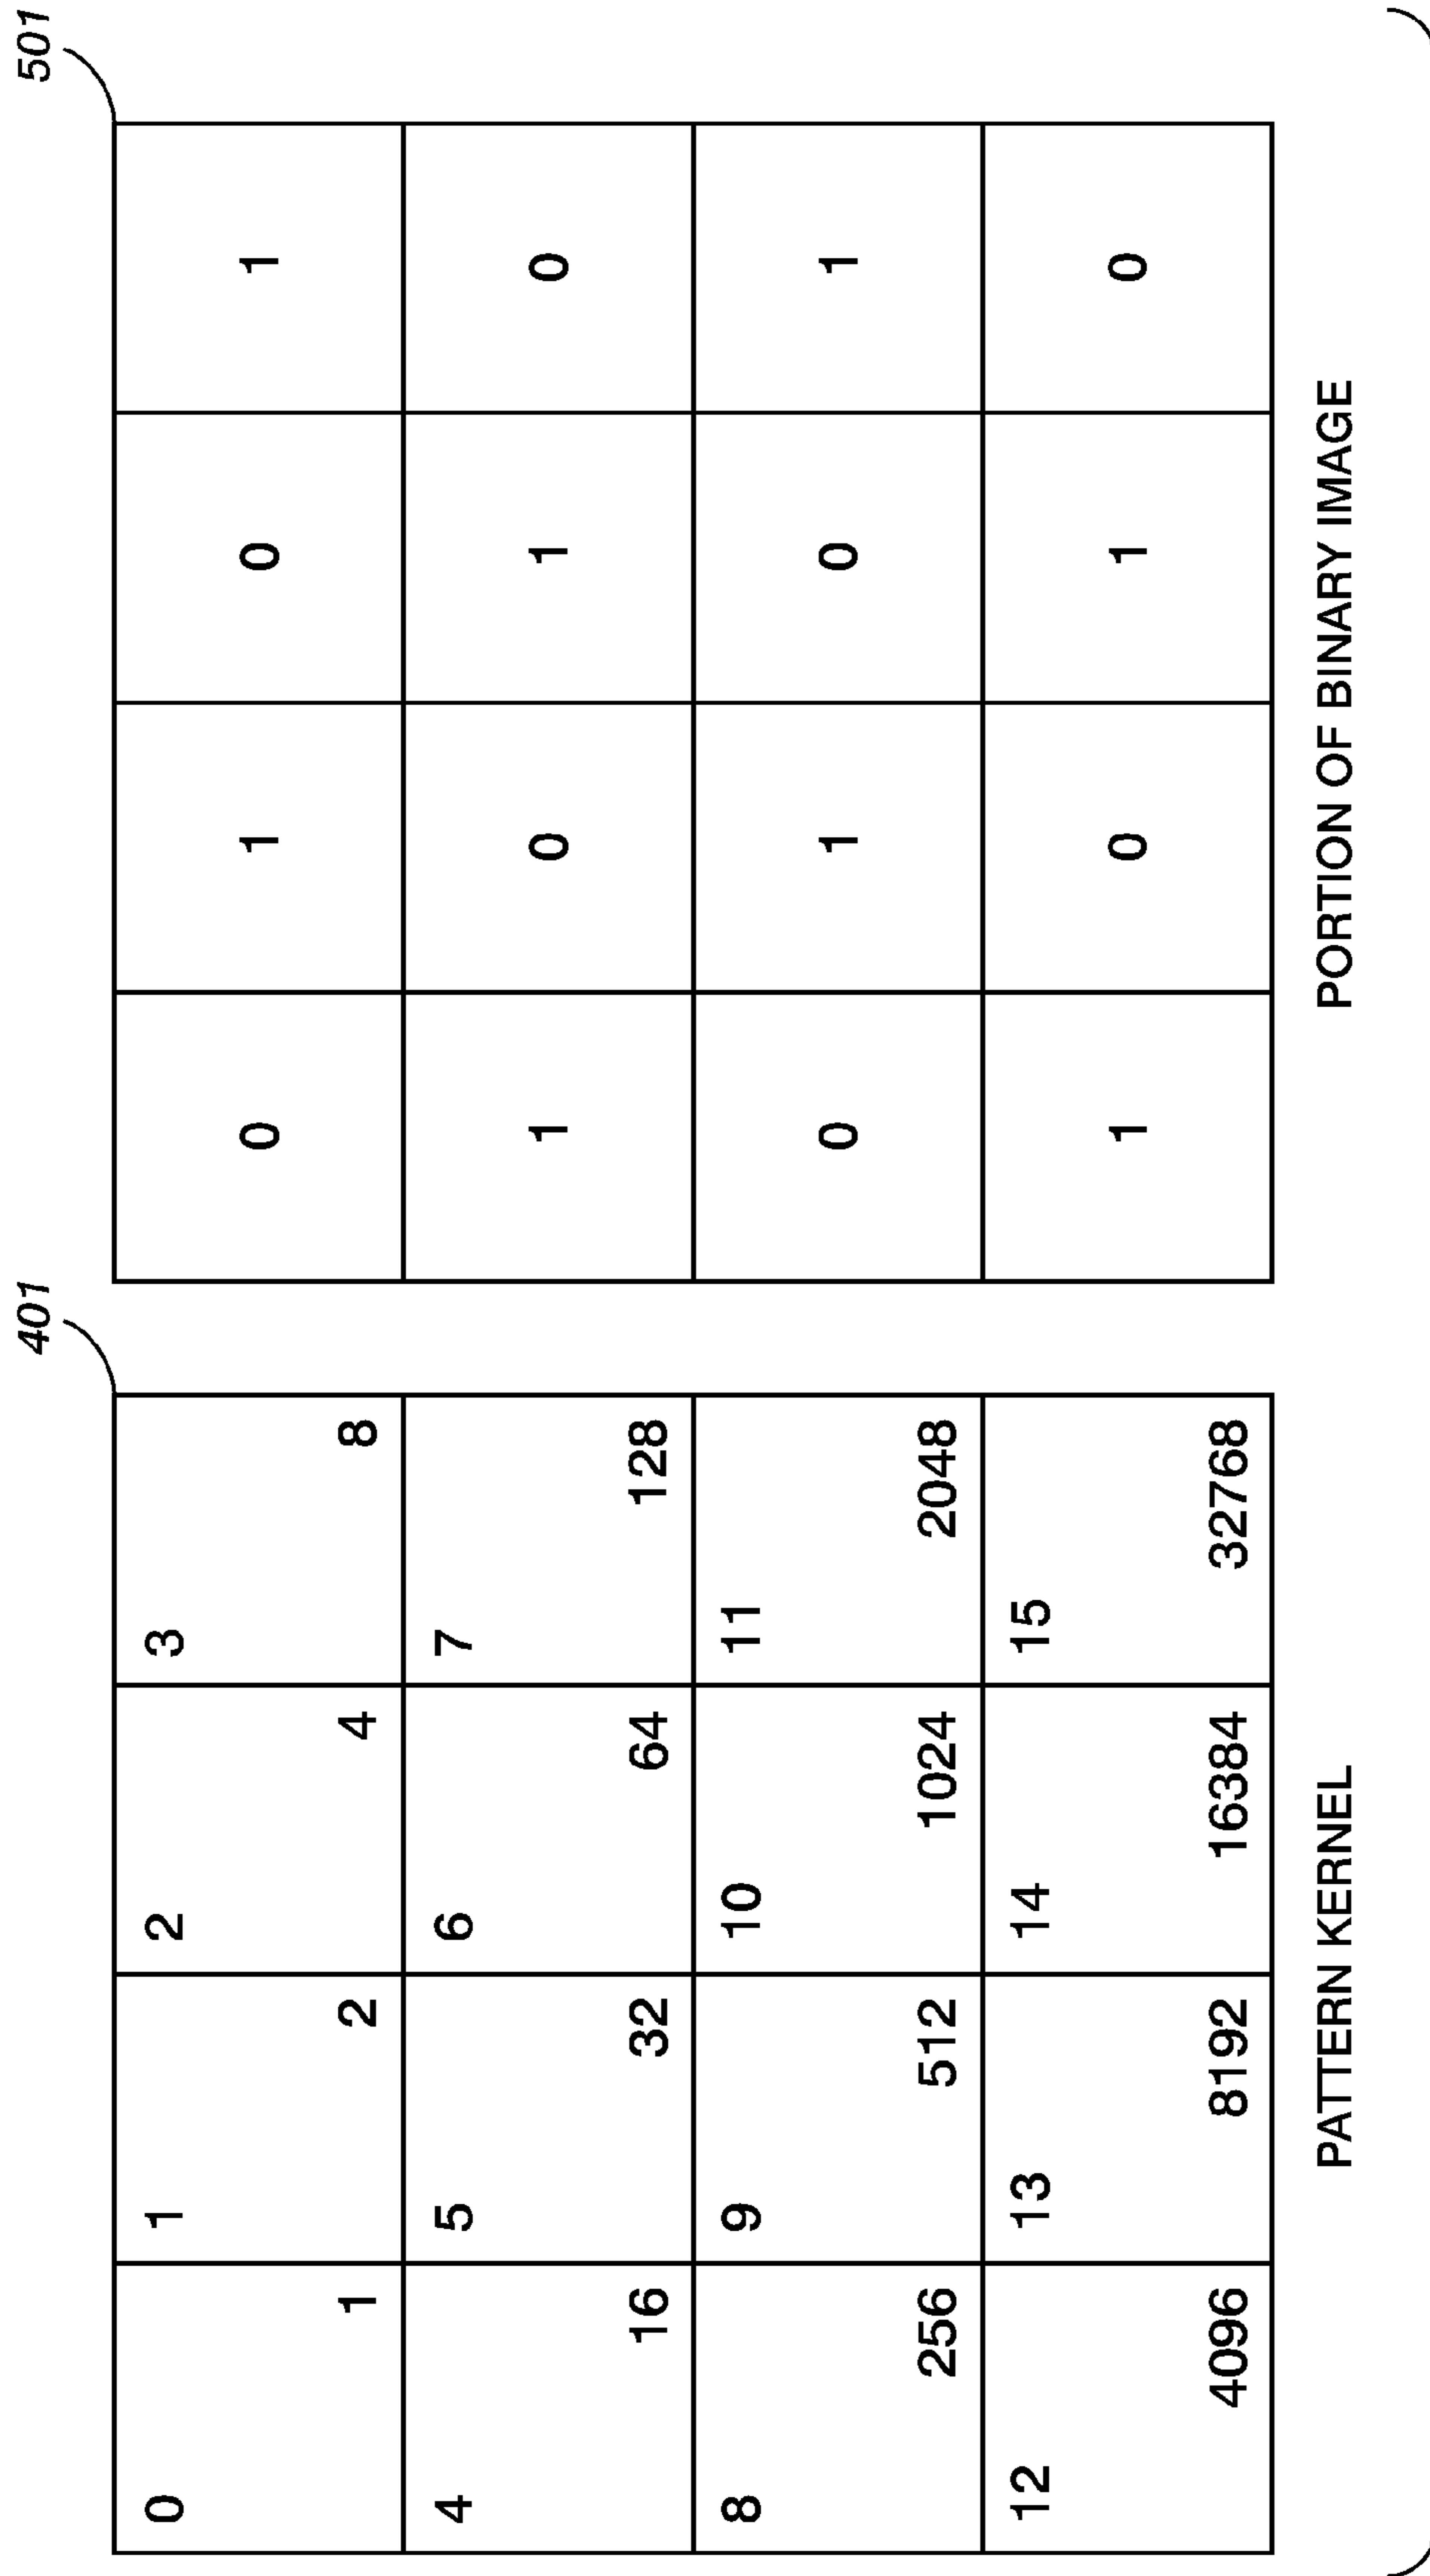 401
501
0 1 2 3
1 2 4 8
4 5 6 7
16 32 64 128
8 9 10 11
256 512 1024 2048
12 13 14 15
4096 8192 16384 32768
PATTERN KERNEL
0 1 0 1
1 0 1 0
0 1 0 1
1 0 1 0
PORTION OF BINARY IMAGE